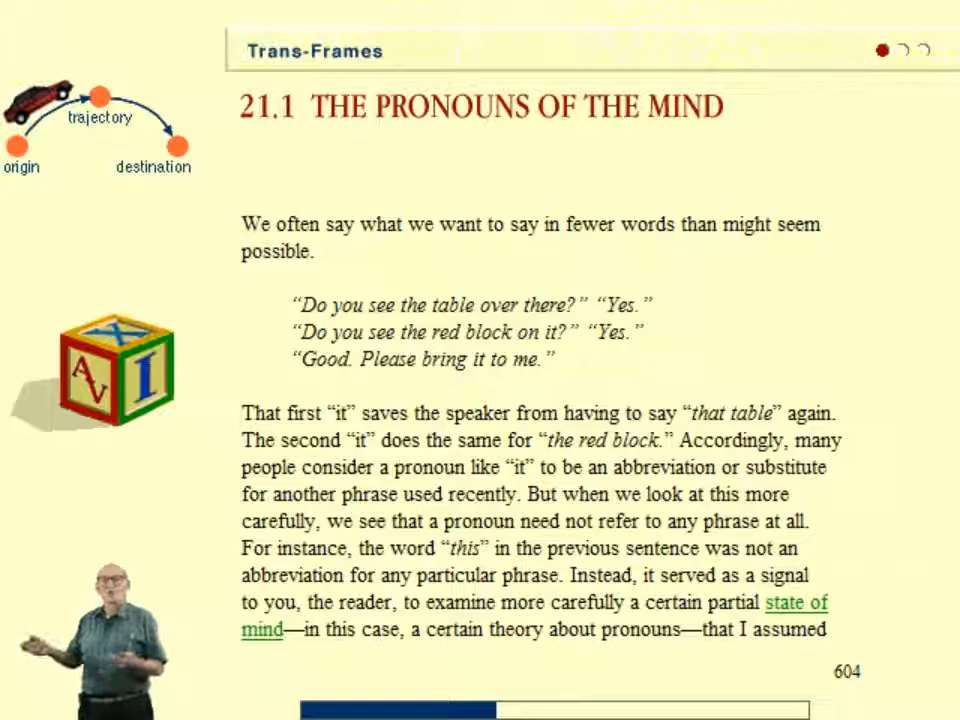 Trans-Frames
trajectory
origin
destination
21.1 THE PRONOUNS OF THE MIND
We often say what we want to say in fewer words than might seem
possible.
“Do you see the table over there?” “Yes.”
“Do you see the red block on it?” “Yes.”
“Good. Please bring it to me.”
That first “it” saves the speaker from having to say “that table” again.
The second “it” does the same for “the red block.” Accordingly, many
people consider a pronoun like “it” to be an abbreviation or substitute
for another phrase used recently. But when we look at this more
carefully, we see that a pronoun need not refer to any phrase at all.
For instance, the word “this” in the previous sentence was not an
abbreviation for any particular phrase. Instead, it served as a signal
to you, the reader, to examine more carefully a certain partial state of
mind—in this case, a certain theory about pronouns—that I assumed
604
X
AV
I